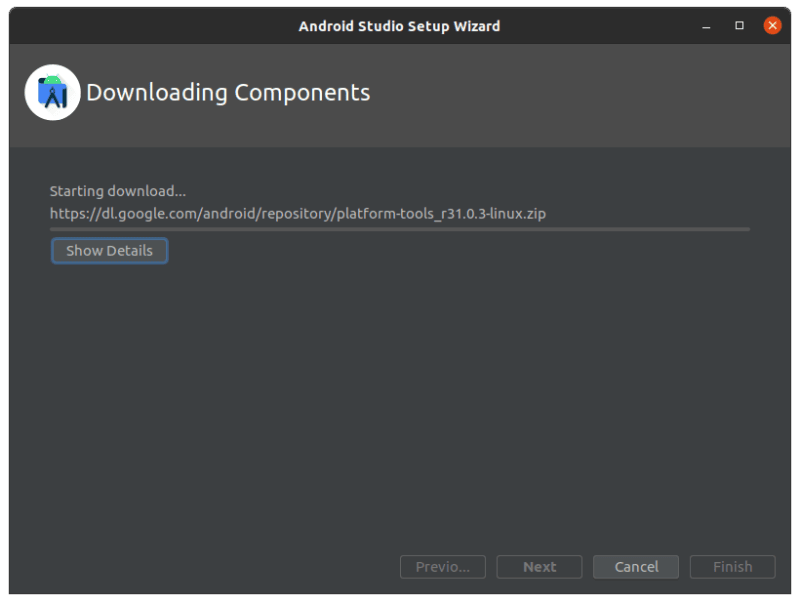 Android Studio Setup Wizard
Downloading Components
Starting download...
https://dl.google.com/android/repository/platform-tools_r31.0.3-linux.zip
Show Details
Previo... Next Cancel Finish